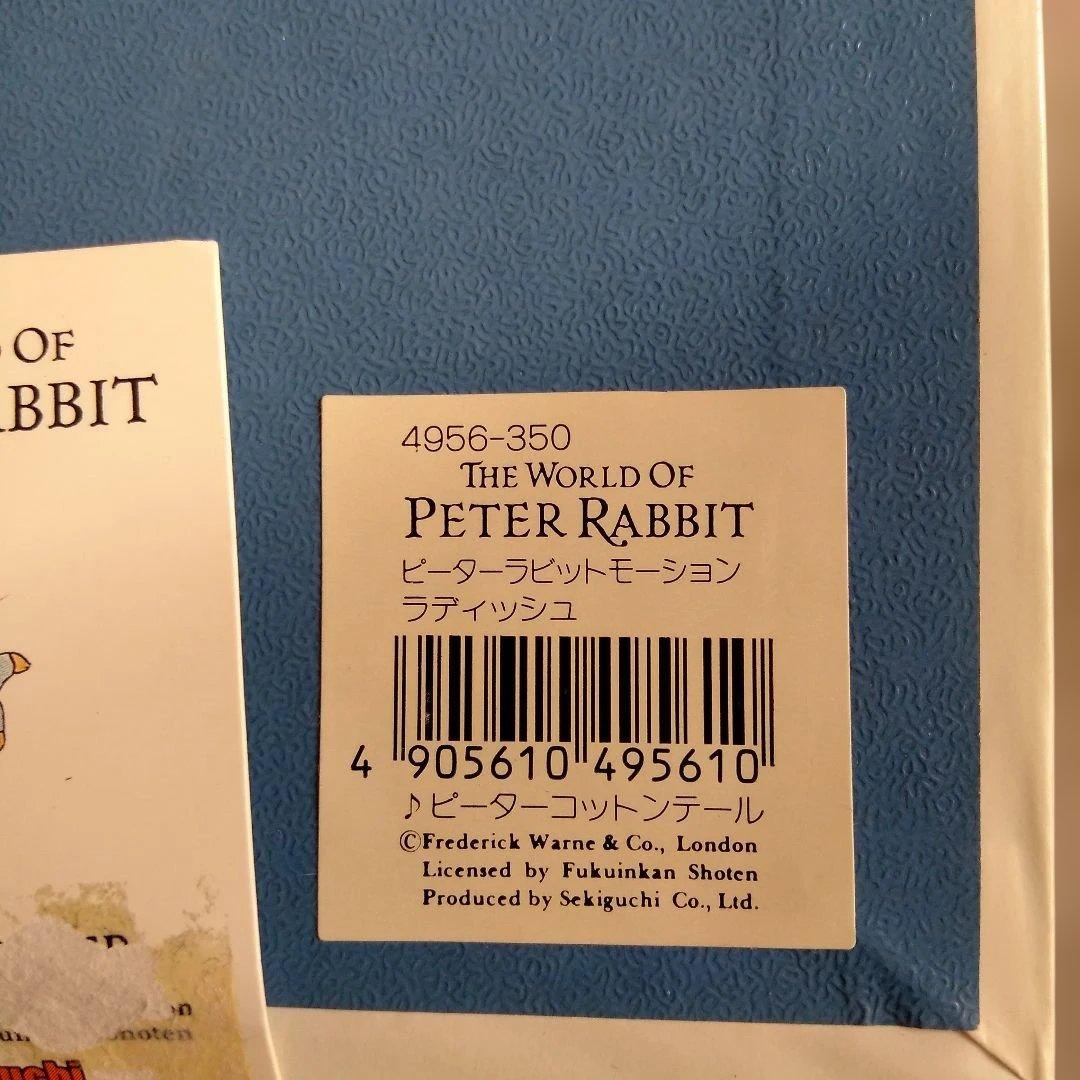 OF
4956-350
THE WORLD OF
PETER RABBIT
ピーターラビットモーション
ラディッシュ
4 905610 495610
♪ピーターコットンテール
©Frederick Warne & Co., London
Licensed by Fukuinkan Shoten
Produced by Sekiguchi Co., Ltd.